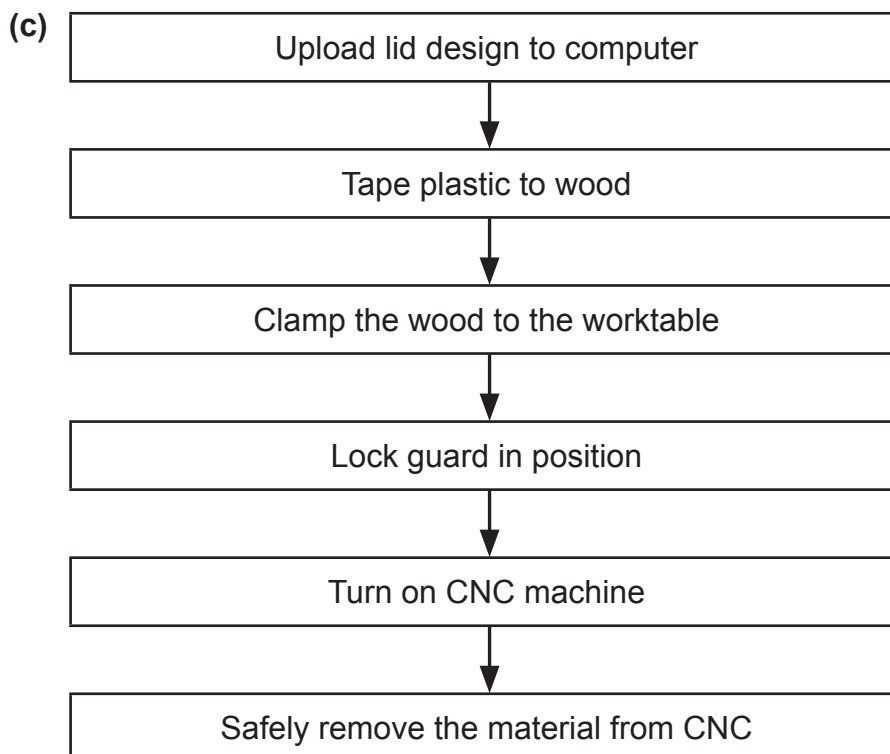 (c)
Upload lid design to computer
Tape plastic to wood
Clamp the wood to the worktable
Lock guard in position
Turn on CNC machine
Safely remove the material from CNC